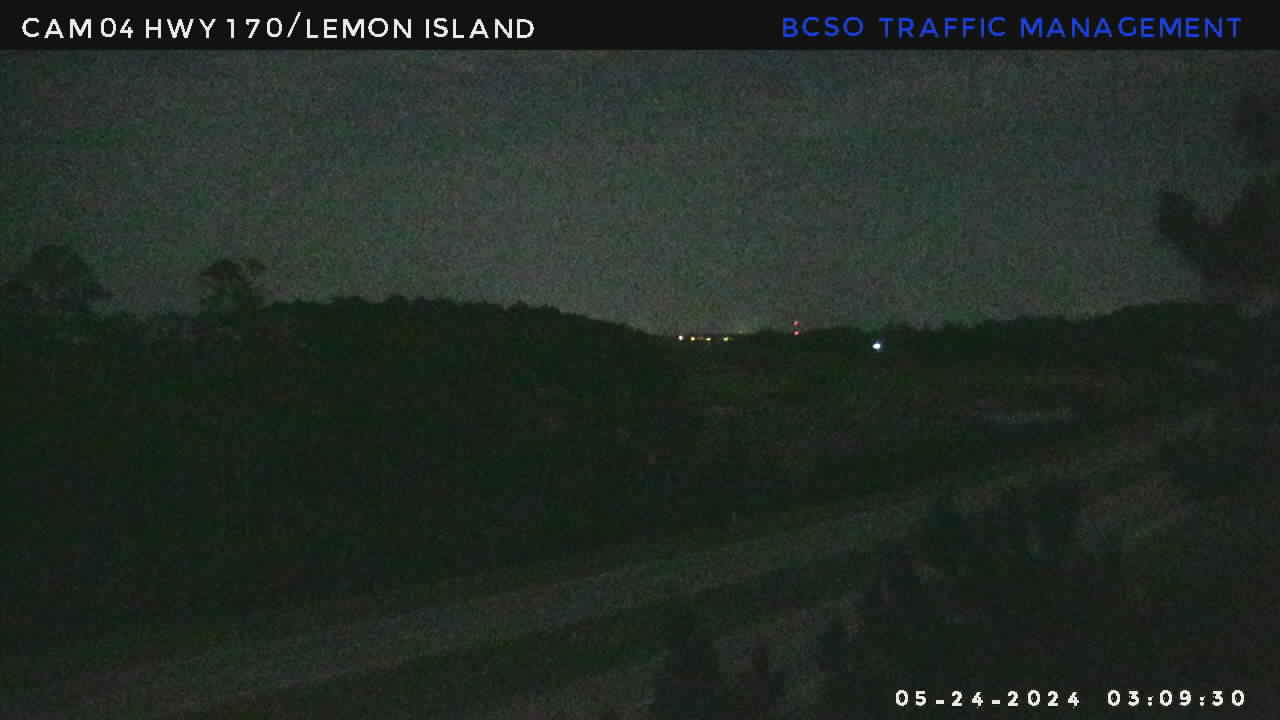 CAM04 HWY 170/LEMON ISLAND
BCSO TRAFFIC MANAGEMENT
05-24-2024 03:09:30